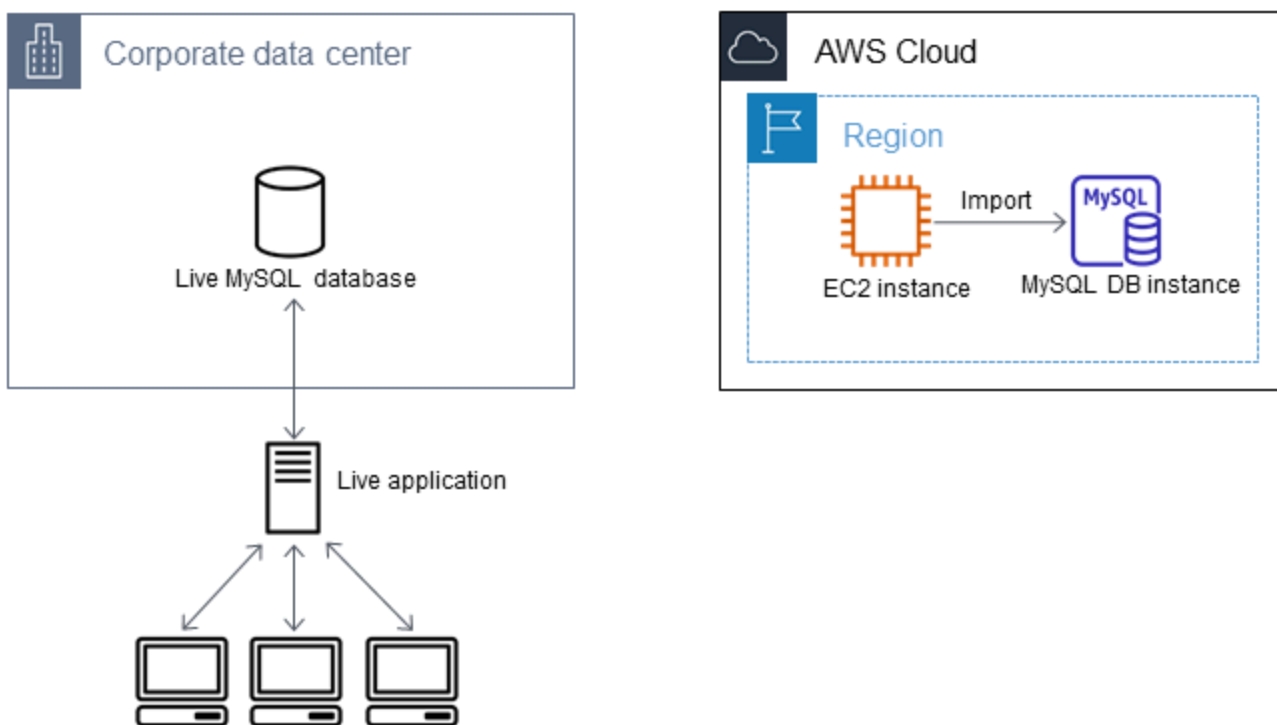 Corporate data center
Live MySQL database
Live application
AWS Cloud
Region
Import
MySQL
EC2 instance
MySQL DB instance